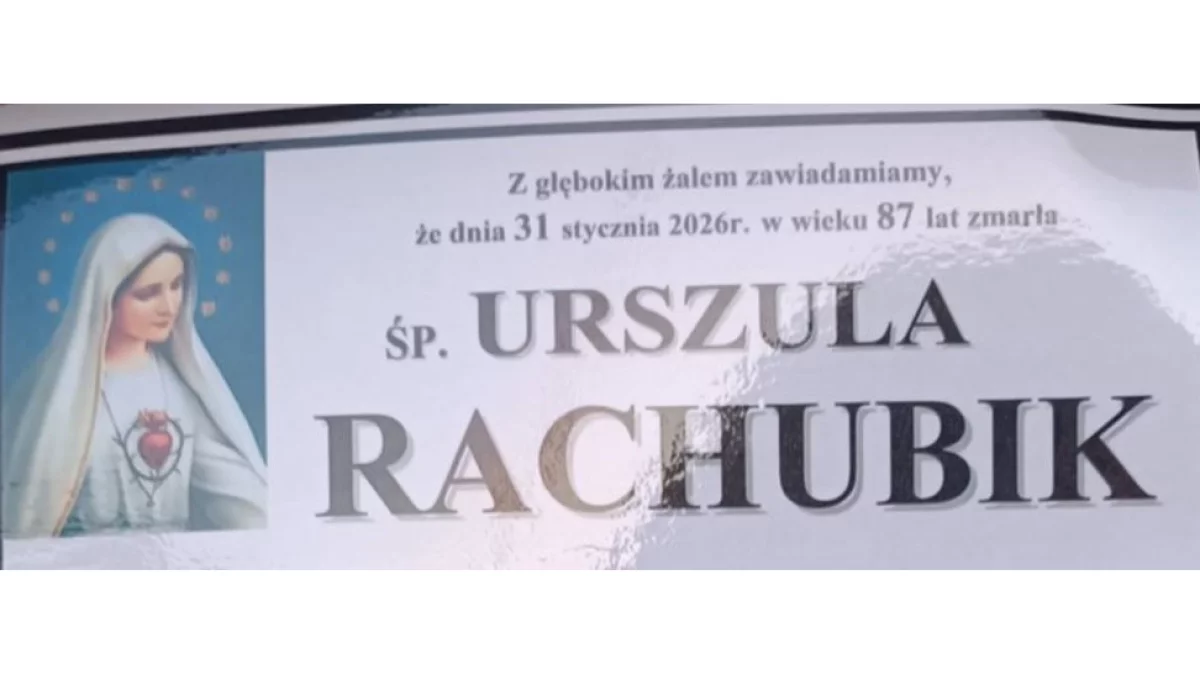 Z głębokim żalem zawiadamiamy,
że dnia 31 stycznia 2026r. w wieku 87 lat zmarła
ŚP. URSZULA
RACHUBIK